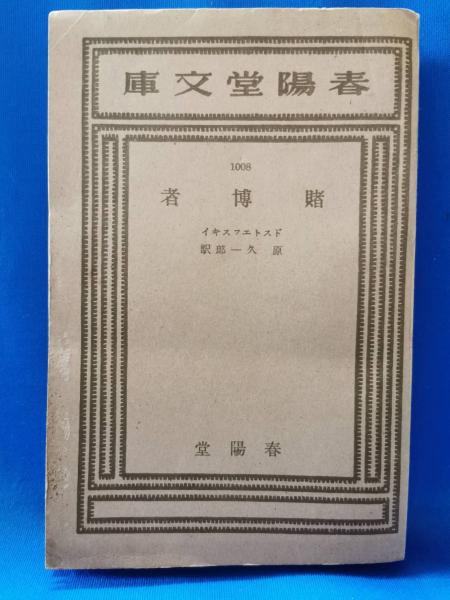 庫文堂陽春
1008
者博賭
イキスフエトスド
訳郎一久原
堂陽春